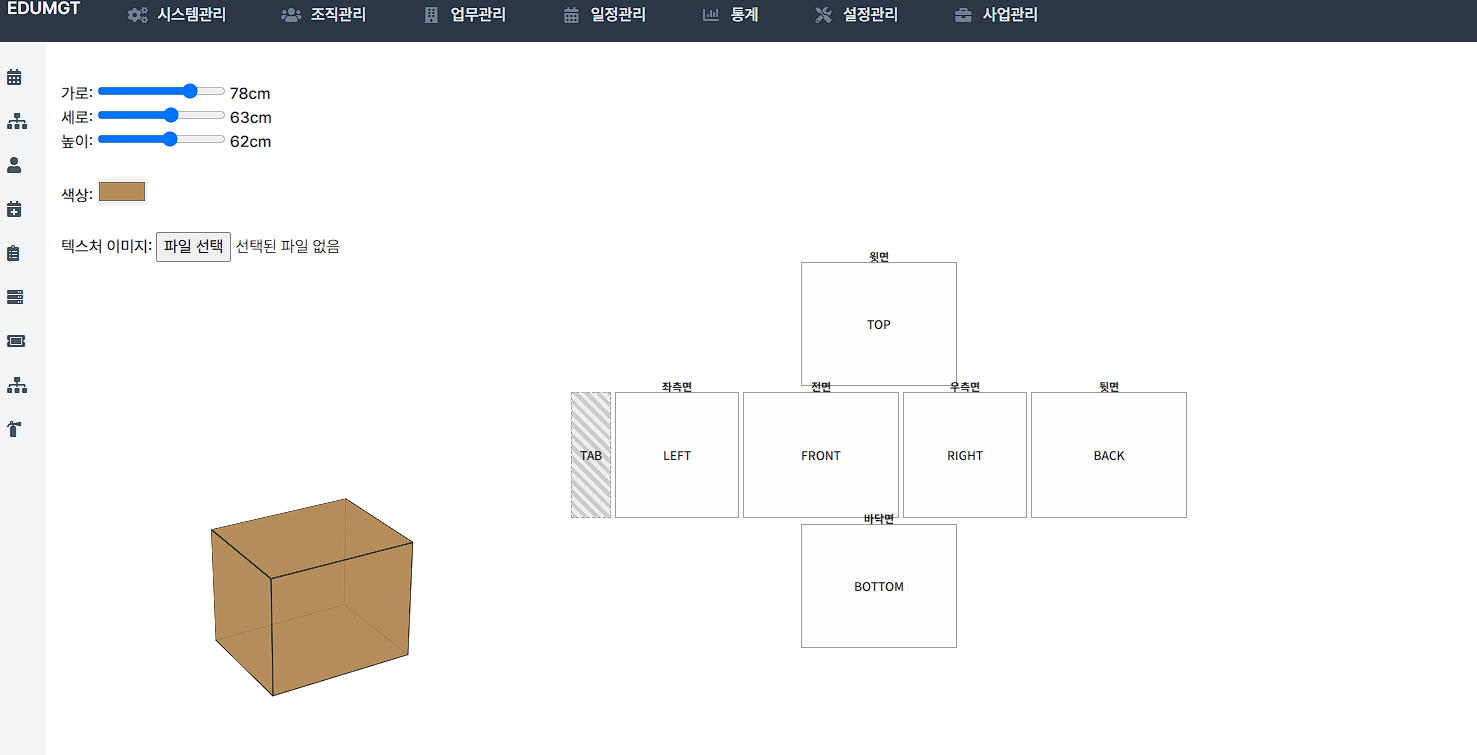 EDUMGT
시스템관리
조직관리
업무관리
일정관리
통계
설정관리
사업관리
가로: 78cm
세로: 63cm
높이: 62cm
색상:
텍스처 이미지: 파일 선택 선택된 파일 없음
윗면
TOP
좌측면
전면
우측면
뒷면
TAB
LEFT
FRONT
RIGHT
BACK
바닥면
BOTTOM